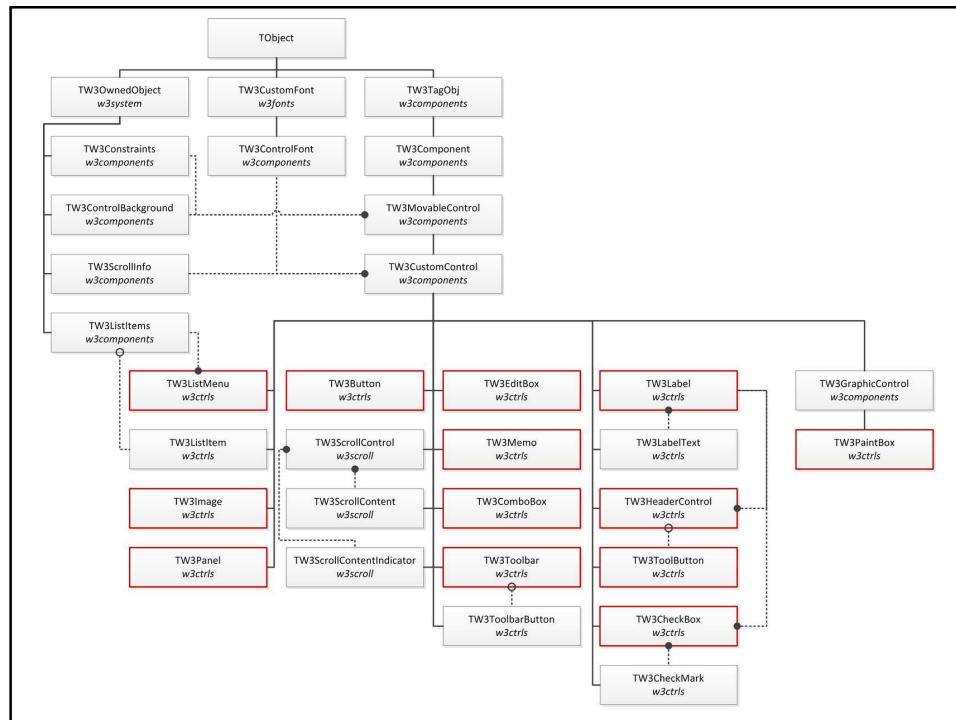 TObject
TW3OwnedObject
w3system
TW3CustomFont
w3fonts
TW3TagObj
w3components
TW3Constraints
w3components
TW3ControlFont
w3components
TW3Component
w3components
TW3ControlBackground
w3components
TW3MovableControl
w3components
TW3ScrollInfo
w3components
TW3CustomControl
w3components
TW3ListItems
w3components
TW3ListMenu
w3ctrls
TW3Button
w3ctrls
TW3EditBox
w3ctrls
TW3Label
w3ctrls
TW3GraphicControl
w3components
TW3ListItem
w3ctrls
TW3ScrollControl
w3scroll
TW3Memo
w3ctrls
TW3LabelText
w3ctrls
TW3PaintBox
w3ctrls
TW3Image
w3ctrls
TW3ScrollContent
w3scroll
TW3ComboBox
w3ctrls
TW3HeaderControl
w3ctrls
TW3Panel
w3ctrls
TW3ScrollContentIndicator
w3scroll
TW3Toolbar
w3ctrls
TW3ToolButton
w3ctrls
TW3ToolbarButton
w3ctrls
TW3CheckBox
w3ctrls
TW3CheckMark
w3ctrls